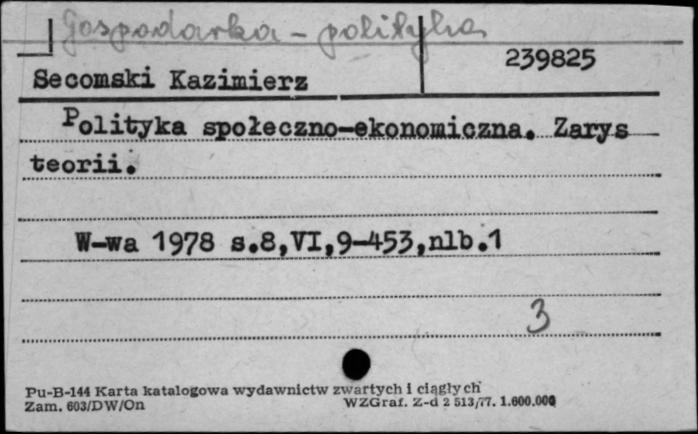 Gospodarka - polityka
239825
Secomski Kazimierz
Polityka społeczno-ekonomiczna. Zarys
teorii.
W-wa 1978 s.8,VI,9-453,nlb.1
3
Pu-B-144 Karta katalogowa wydawnictw zwartych i ciągłych
Zam. 603/DW/On WZGraf. Z-d 2 513/77. 1.600.000